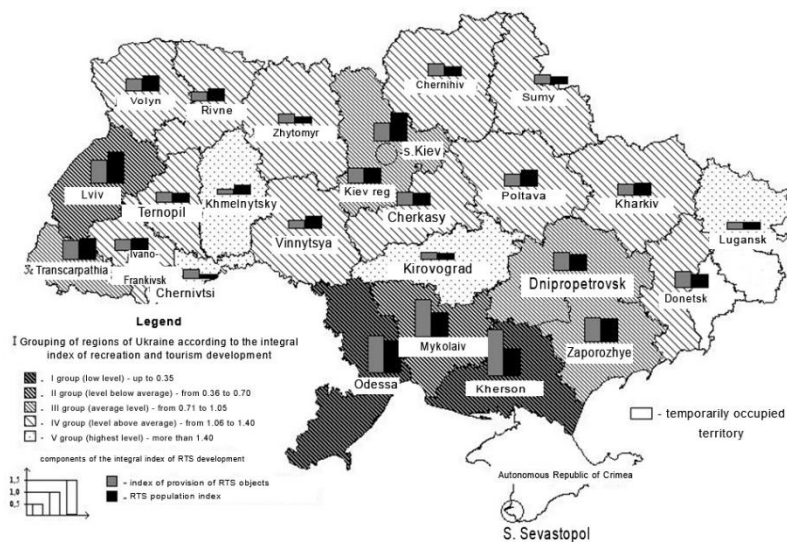 Volyn
Rivne
Zhytomyr
Chernihiv
Sumy
s.Kiev
Kiev reg
Lviv
Ternopil
Khmelnytsky
Vinnytsya
Cherkasy
Poltava
Kharkiv
Lugansk
Transcarpathia
Ivano-
Frankivsk
Chernivtsi
Kirovograd
Dnipropetrovsk
Donetsk
Zaporozhye
Mykolaiv
Odessa
Kherson
Legend
I Grouping of regions of Ukraine according to the integral
index of recreation and tourism development
- I group (low level) - up to 0.35
- II group (level below average) - from 0.36 to 0.70
- III group (average level) - from 0.71 to 1.05
- IV group (level above average) - from 1.06 to 1.40
- V group (highest level) - more than 1.40
components of the integral index of RTS development
1,5
1,0
0,5
- index of provision of RTS objects
- RTS population index
- temporarily occupied
territory
Autonomous Republic of Crimea
S. Sevastopol